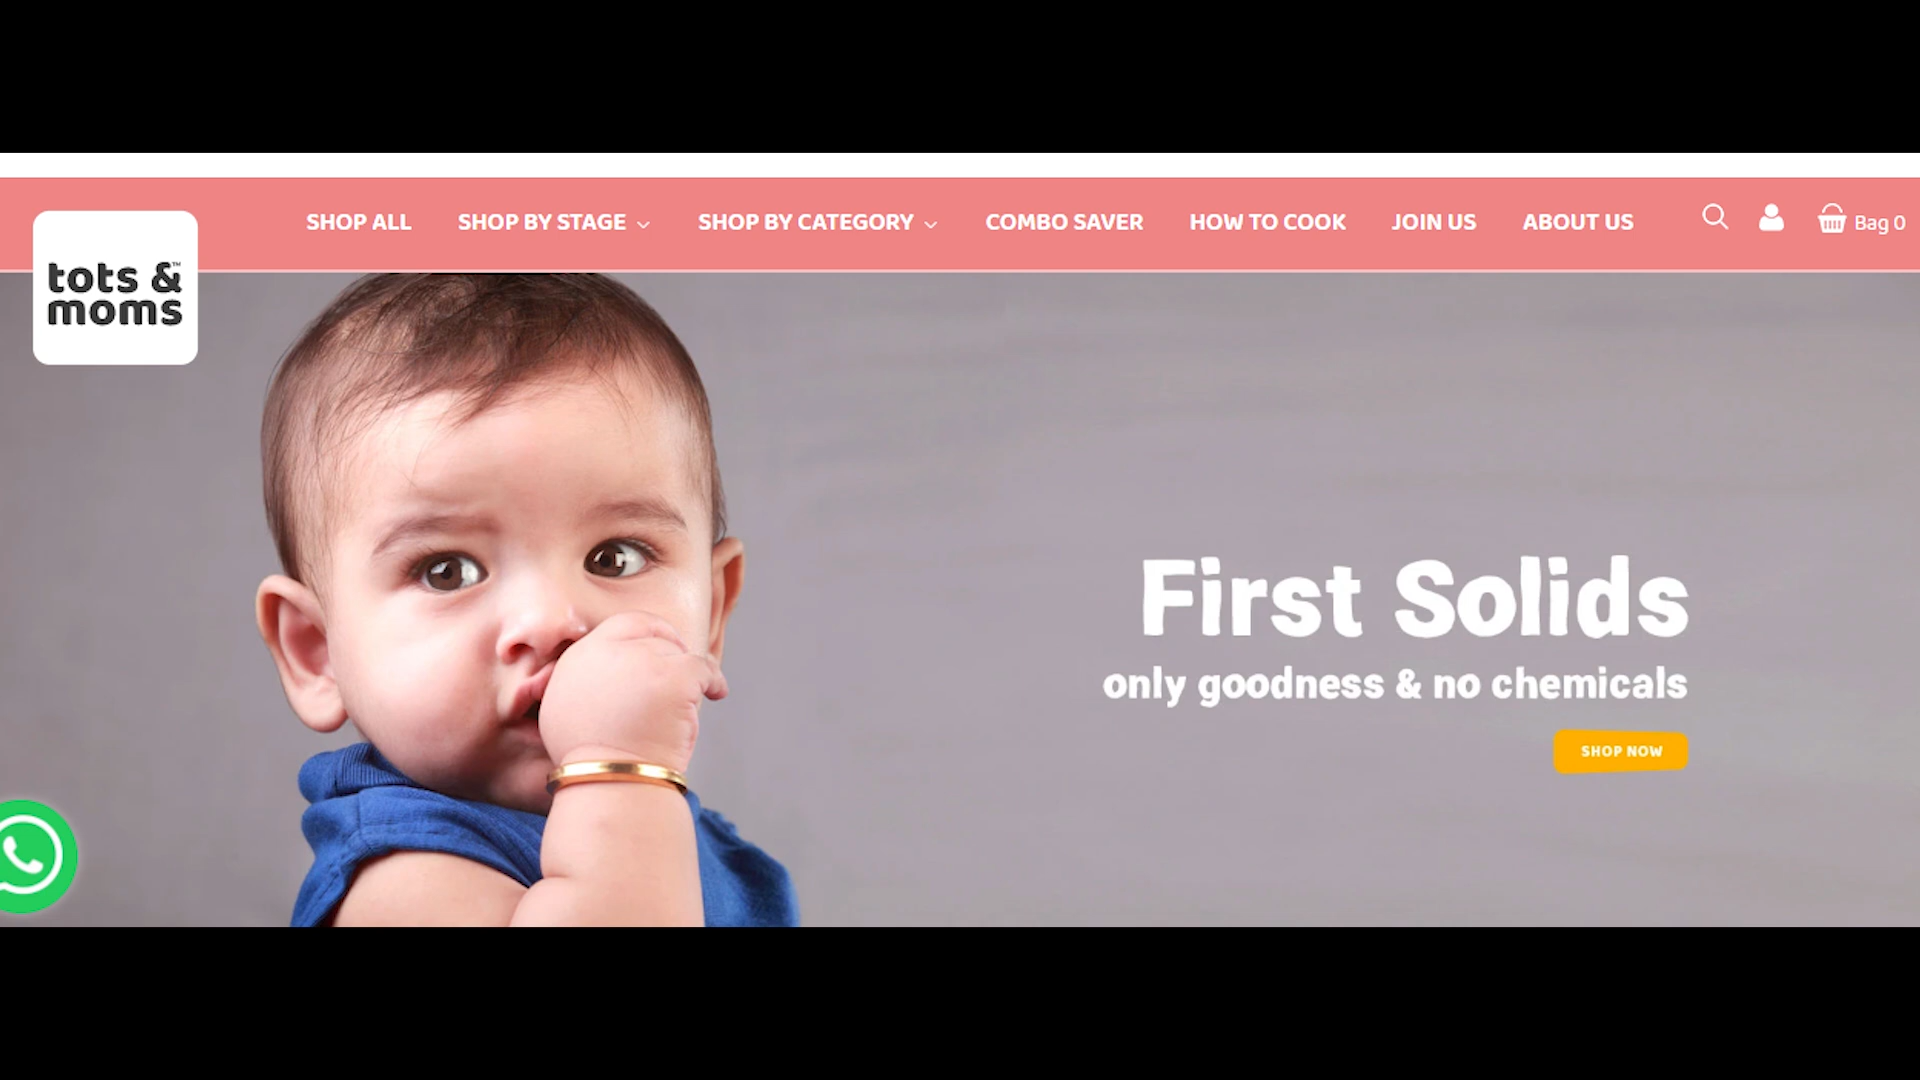 SHOP ALL
SHOP BY STAGE
SHOP BY CATEGORY
COMBO SAVER
HOW TO COOK
JOIN US
ABOUT US
Bag 0
tots &™
moms
First Solids
only goodness & no chemicals
SHOP NOW